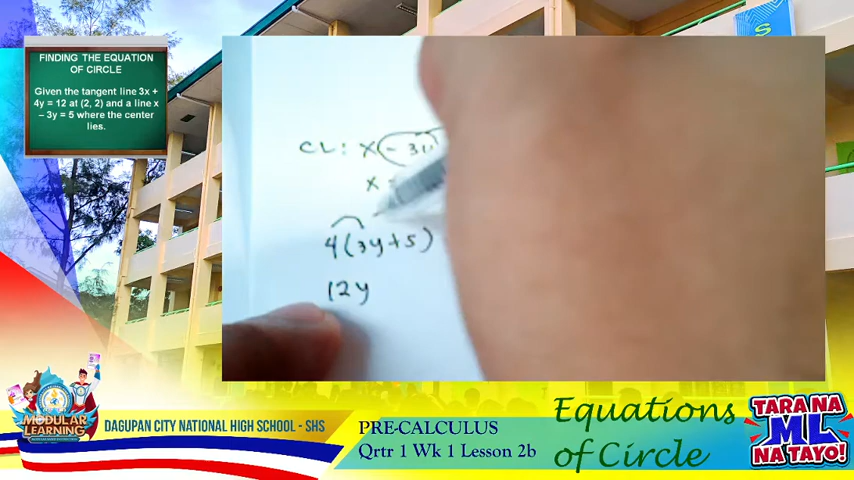 FINDING THE EQUATION
OF CIRCLE
Given the tangent line 3x +
4y = 12 at (2, 2) and a line x
– 3y = 5 where the center
lies.
CL: x - 3
x
4(3y+5)
12y
S
MODULAR
LEARNING
DAGUPAN CITY NATIONAL HIGH SCHOOL - SHS
PRE-CALCULUS
Qrtr 1 Wk 1 Lesson 2b
Equations
of Circle
TARA NA
ML
NA TAYO!